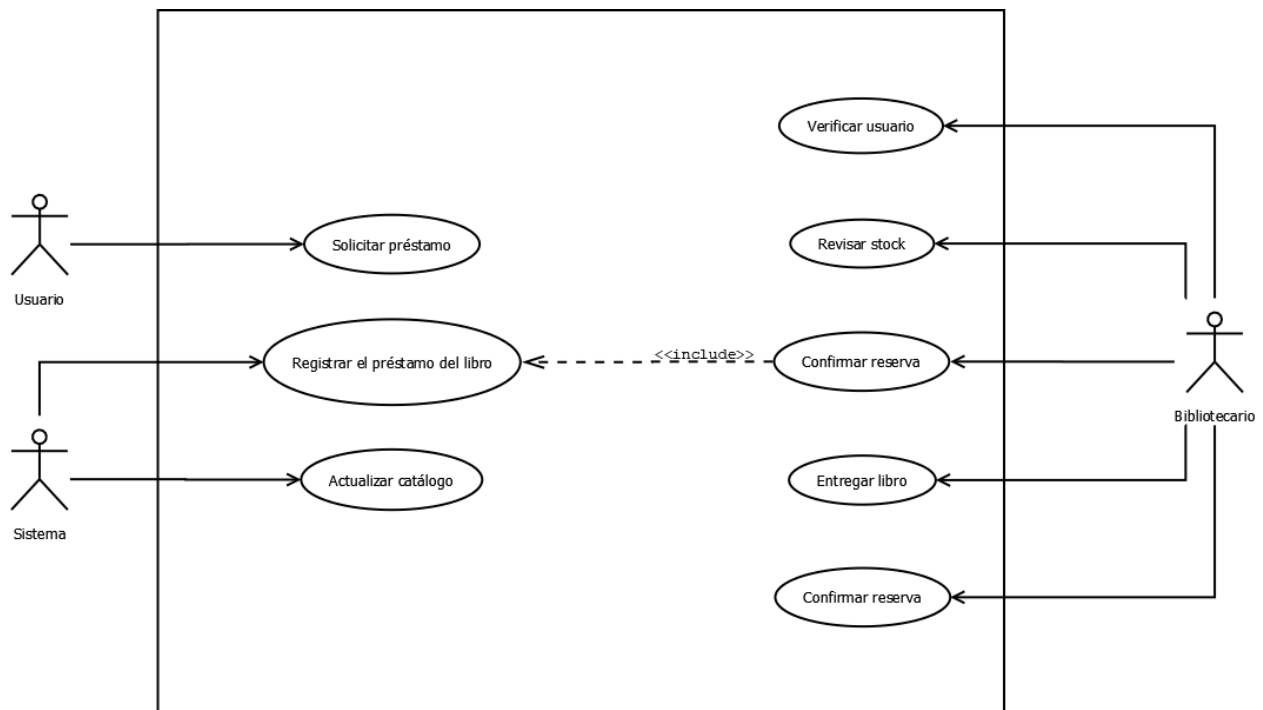 Verificar usuario
Solicitar préstamo
Revisar stock
Usuario
Registrar el préstamo del libro
<<include>>
Confirmar reserva
Bibliotecario
Actualizar catálogo
Entregar libro
Sistema
Confirmar reserva